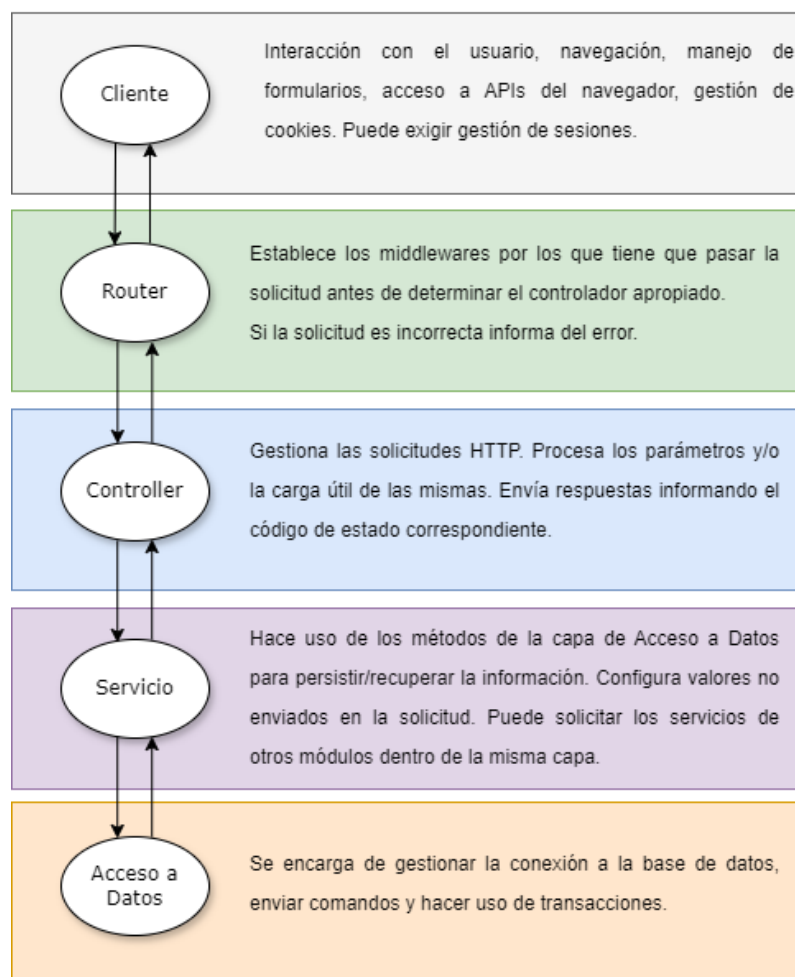 Cliente
Interacción con el usuario, navegación, manejo de
formularios, acceso a APIs del navegador, gestión de
cookies. Puede exigir gestión de sesiones.
Router
Establece los middlewares por los que tiene que pasar la
solicitud antes de determinar el controlador apropiado.
Si la solicitud es incorrecta informa del error.
Controller
Gestiona las solicitudes HTTP. Procesa los parámetros y/o
la carga útil de las mismas. Envía respuestas informando el
código de estado correspondiente.
Servicio
Hace uso de los métodos de la capa de Acceso a Datos
para persistir/recuperar la información. Configura valores no
enviados en la solicitud. Puede solicitar los servicios de
otros módulos dentro de la misma capa.
Acceso a
Datos
Se encarga de gestionar la conexión a la base de datos,
enviar comandos y hacer uso de transacciones.